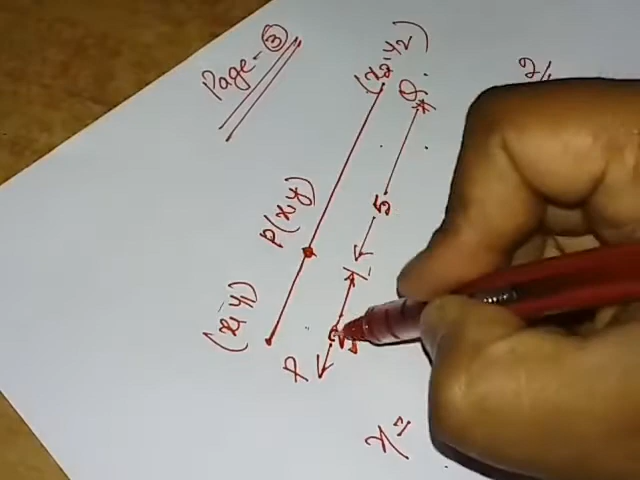 Page-③
(x2, y2)
Q.
5
P(x, y)
(x1, y1)
P
x=